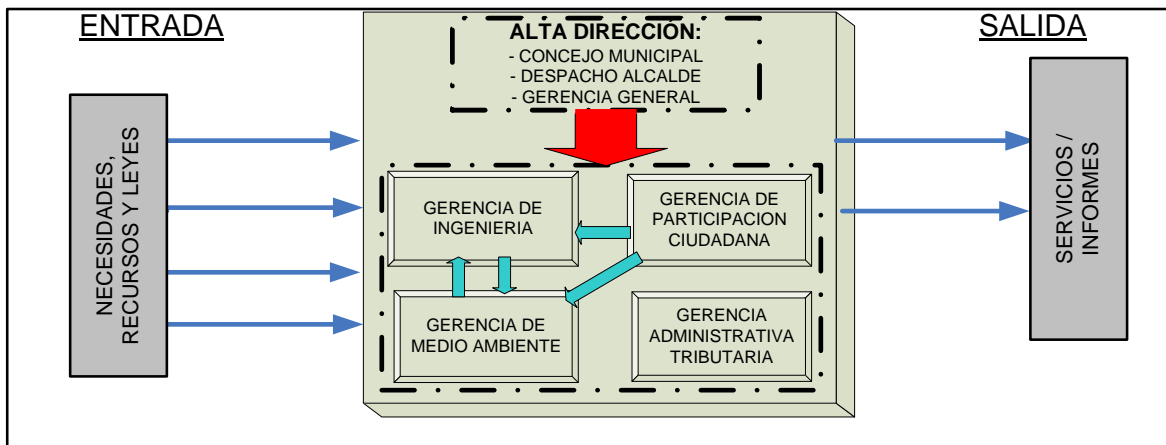 ENTRADA
NECESIDADES,
RECURSOS Y LEYES
ALTA DIRECCIÓN:
- CONCEJO MUNICIPAL
- DESPACHO ALCALDE
- GERENCIA GENERAL
GERENCIA DE
INGENIERIA
GERENCIA DE
PARTICIPACION
CIUDADANA
GERENCIA DE
MEDIO AMBIENTE
GERENCIA
ADMINISTRATIVA
TRIBUTARIA
SALIDA
SERVICIOS /
INFORMES